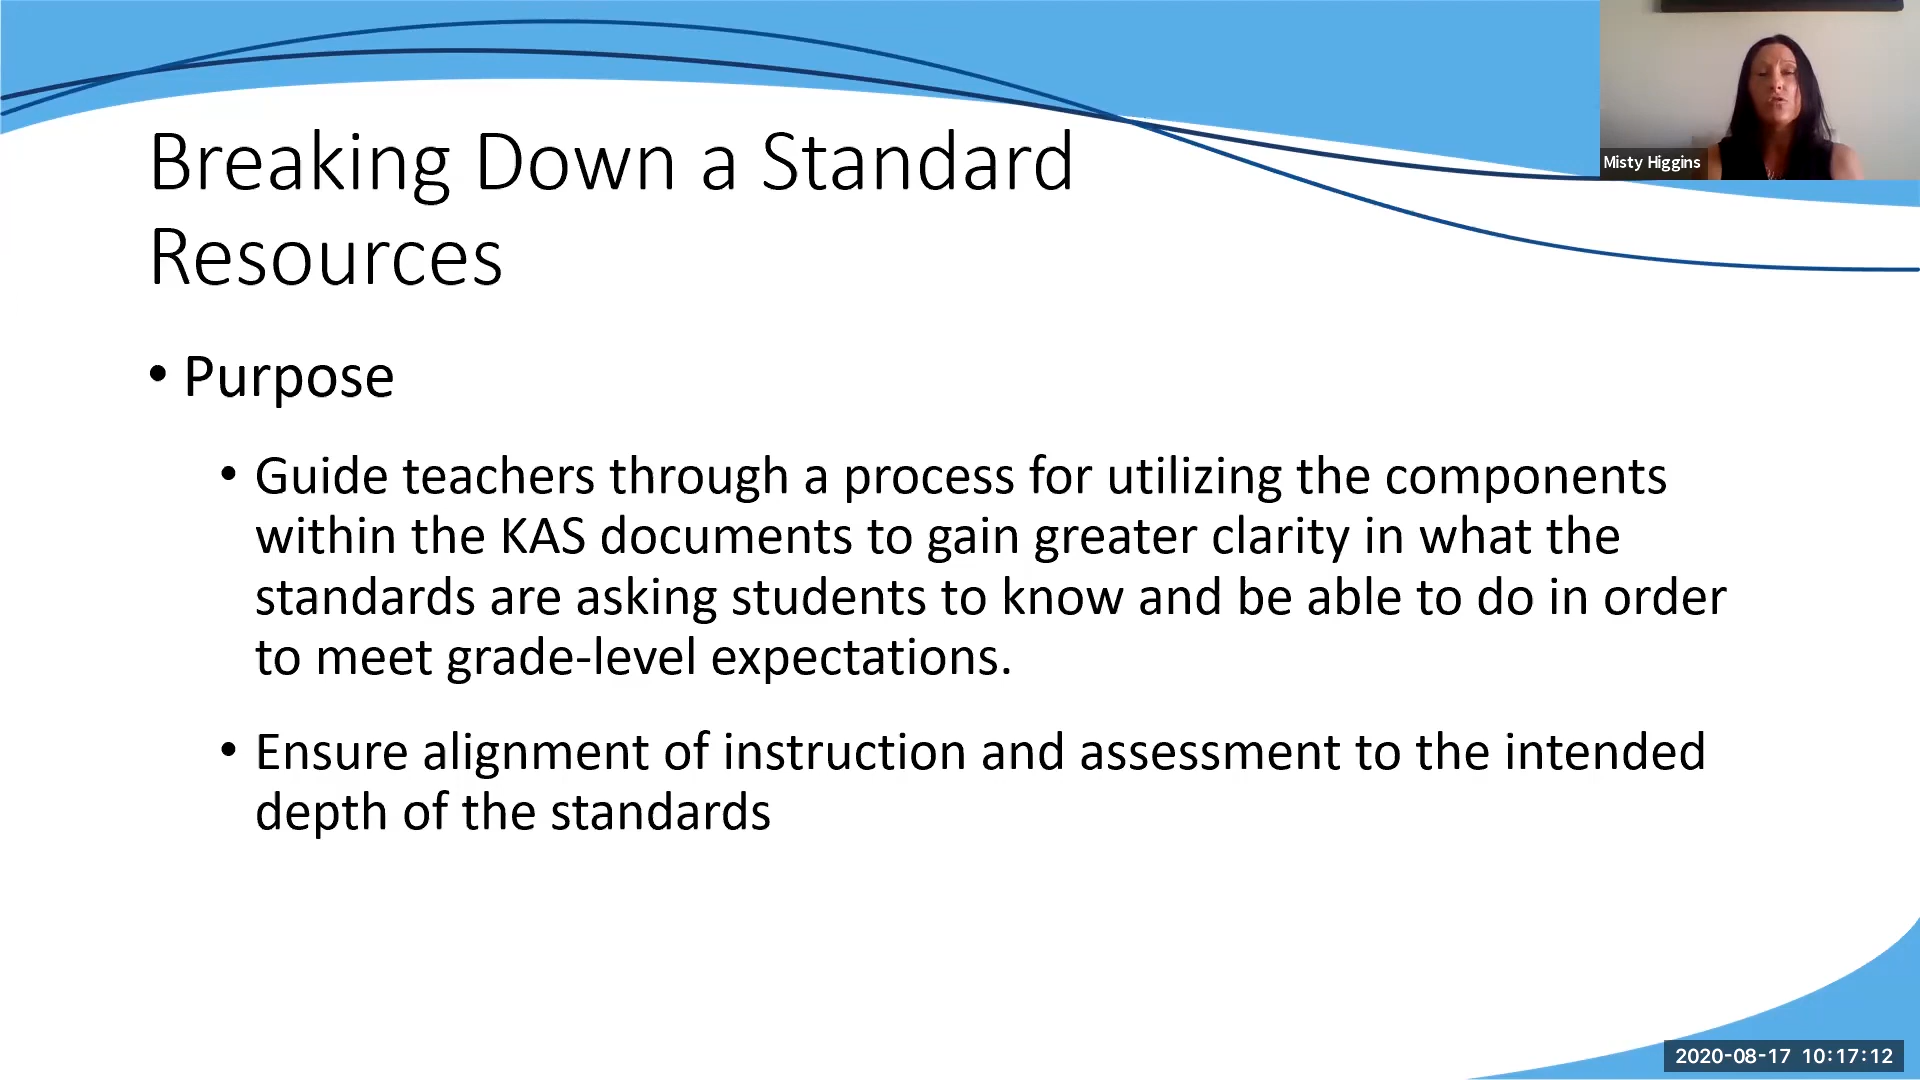 Misty Higgins
Breaking Down a Standard
Resources
• Purpose
• Guide teachers through a process for utilizing the components
within the KAS documents to gain greater clarity in what the
standards are asking students to know and be able to do in order
to meet grade-level expectations.
• Ensure alignment of instruction and assessment to the intended
depth of the standards
2020-08-17 10:17:12